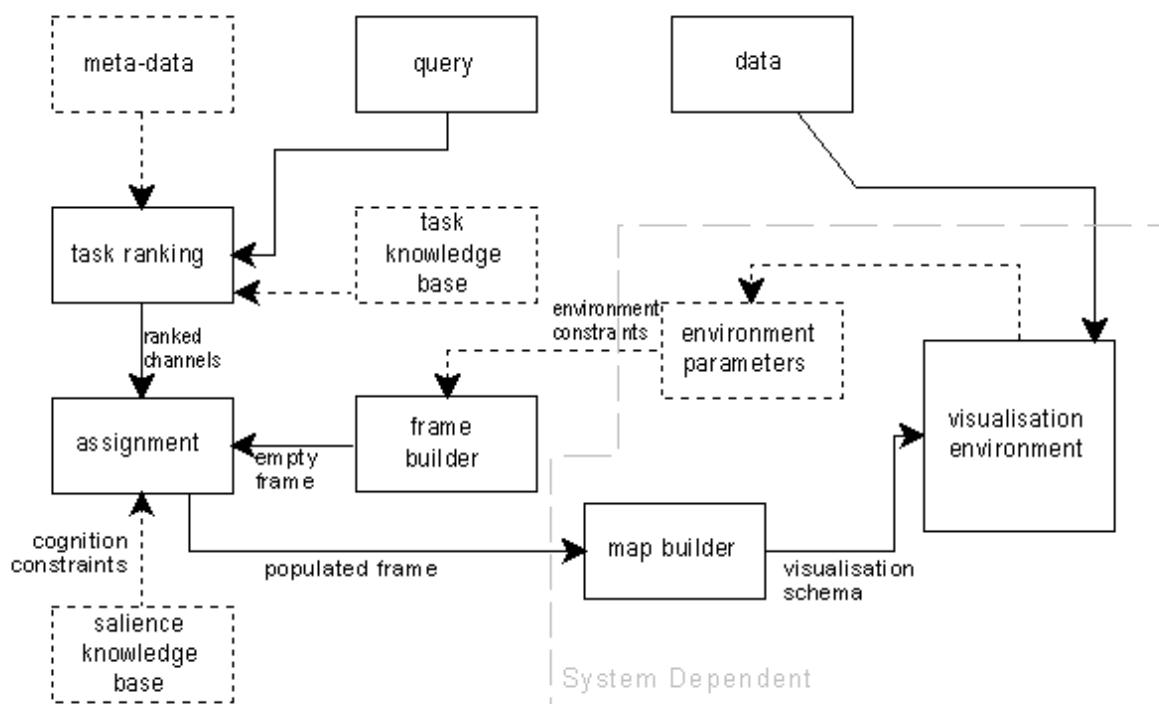 meta-data
query
data
task ranking
task
knowledge
base
ranked
channels
environment
constraints
environment
parameters
assignment
empty
frame
frame
builder
visualisation
environment
cognition
constraints
populated frame
map builder
visualisation
schema
salience
knowledge
base
System Dependent